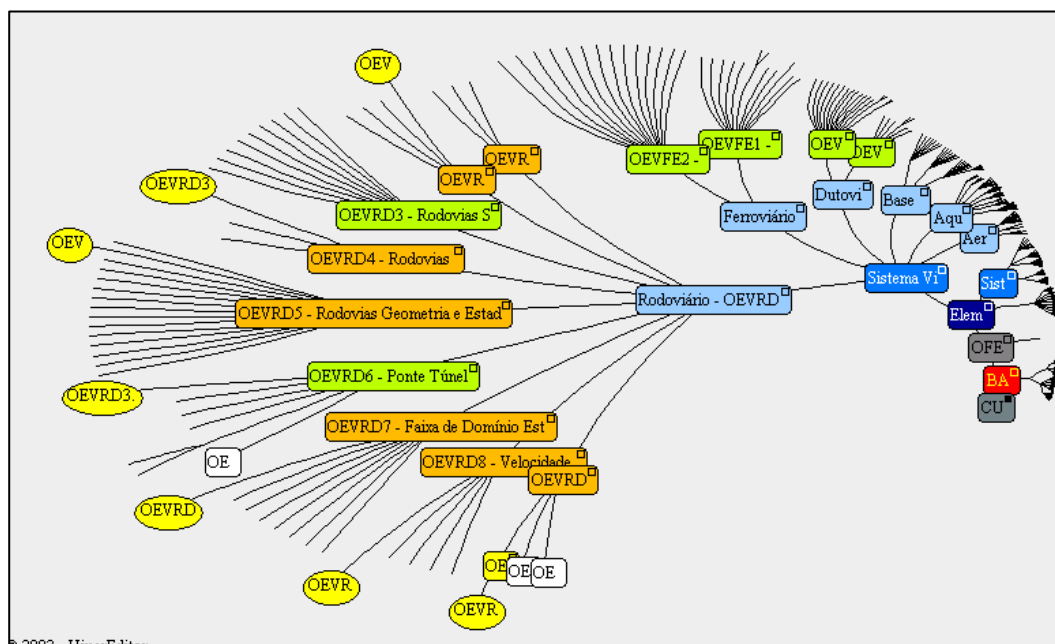 OEV
OEVR
OEVR
OEVFE2 -
OEVFE1 -
OEV
OEV
OEVRD3
OEVRD3 - Rodovias S
Ferroviário
Dutovi
Base
Aqu
Aer
OEV
OEVRD4 - Rodovias
Sistema Vi
Sist
Rodoviário - OEVRD
OEVRD5 - Rodovias Geometria e Estad
Elem
OFE
OEVRD6 - Ponte Túnel
BA
OEVRD3.
CU
OEVRD7 - Faixa de Domínio Est
OE
OEVRD8 - Velocidade
OEVRD
OEVRD
OE
OE
OE
OEVR
OEVR